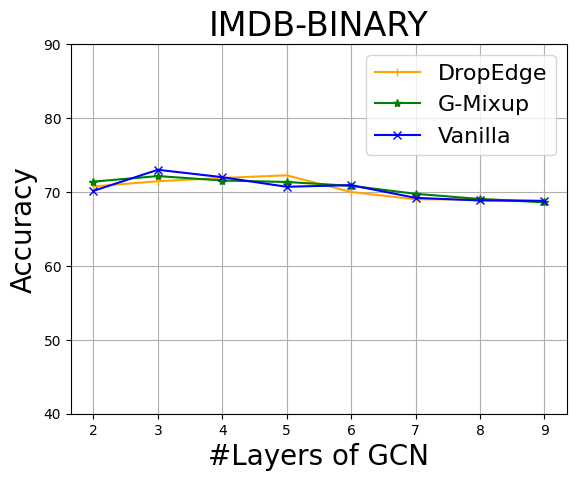 IMDB-BINARY
90
80
70
60
50
40
Accuracy
DropEdge
G-Mixup
Vanilla
2 3 4 5 6 7 8 9
#Layers of GCN